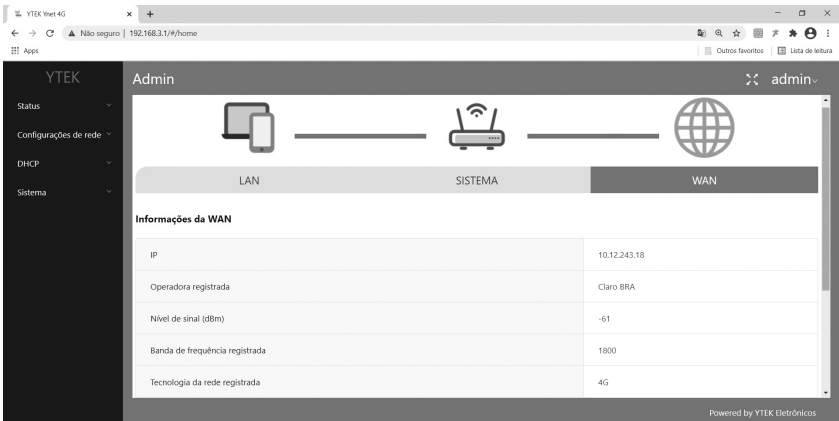 YTEK Ynet 4G
Não seguro | 192.168.3.1/#/home
Apps
Outros favoritos
Lista de leitura
YTEK
Admin
admin
Status
Configurações de rede
DHCP
Sistema
LAN
SISTEMA
WAN
Informações da WAN
IP
10.12.243.18
Operadora registrada
Claro BRA
Nível de sinal (dBm)
-61
Banda de frequência registrada
1800
Tecnologia da rede registrada
4G
Powered by YTEK Eletrônicos